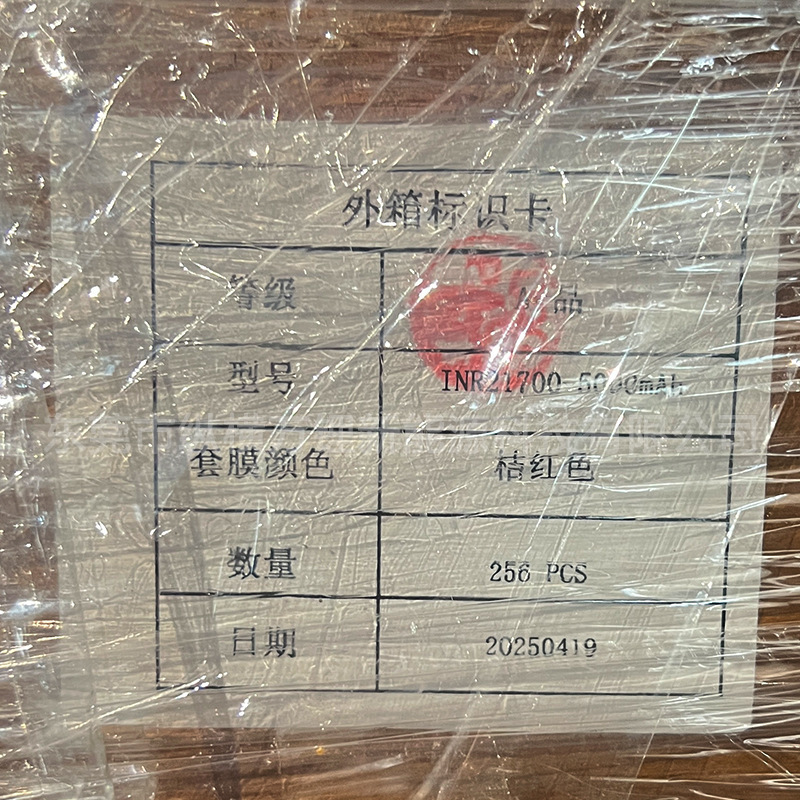 外箱标识卡
等级 A 品
型号 INR21700-5000mAh
套膜颜色 桔红色
数量 256 PCS
日期 20250419